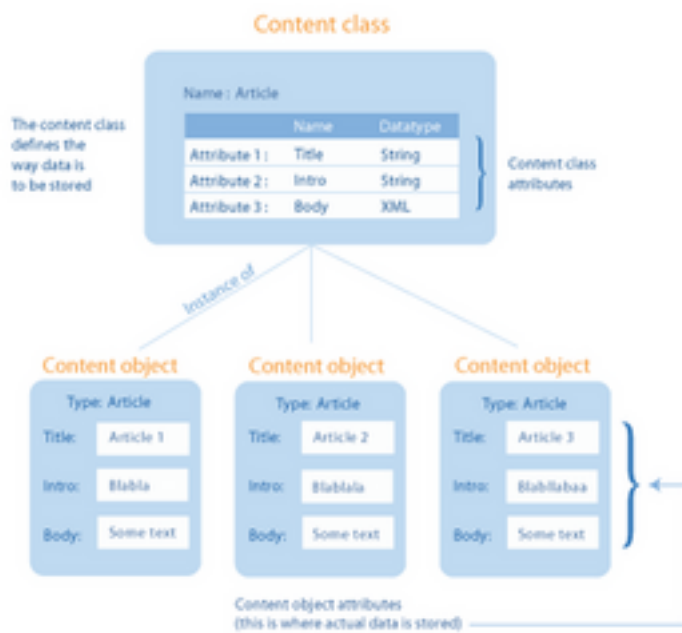 Content class
Name : Article
The content class
defines the
way data is
to be stored
Name Datatype
Attribute 1 : Title String
Attribute 2 : Intro String
Attribute 3 : Body XML
Content class
attributes
Instance of
Content object
Type: Article
Title: Article 1
Intro: Blabla
Body: Some text
Content object
Type: Article
Title: Article 2
Intro: Blablala
Body: Some text
Content object
Type: Article
Title: Article 3
Intro: Blabllabaa
Body: Some text
Content object attributes
(this is where actual data is stored)